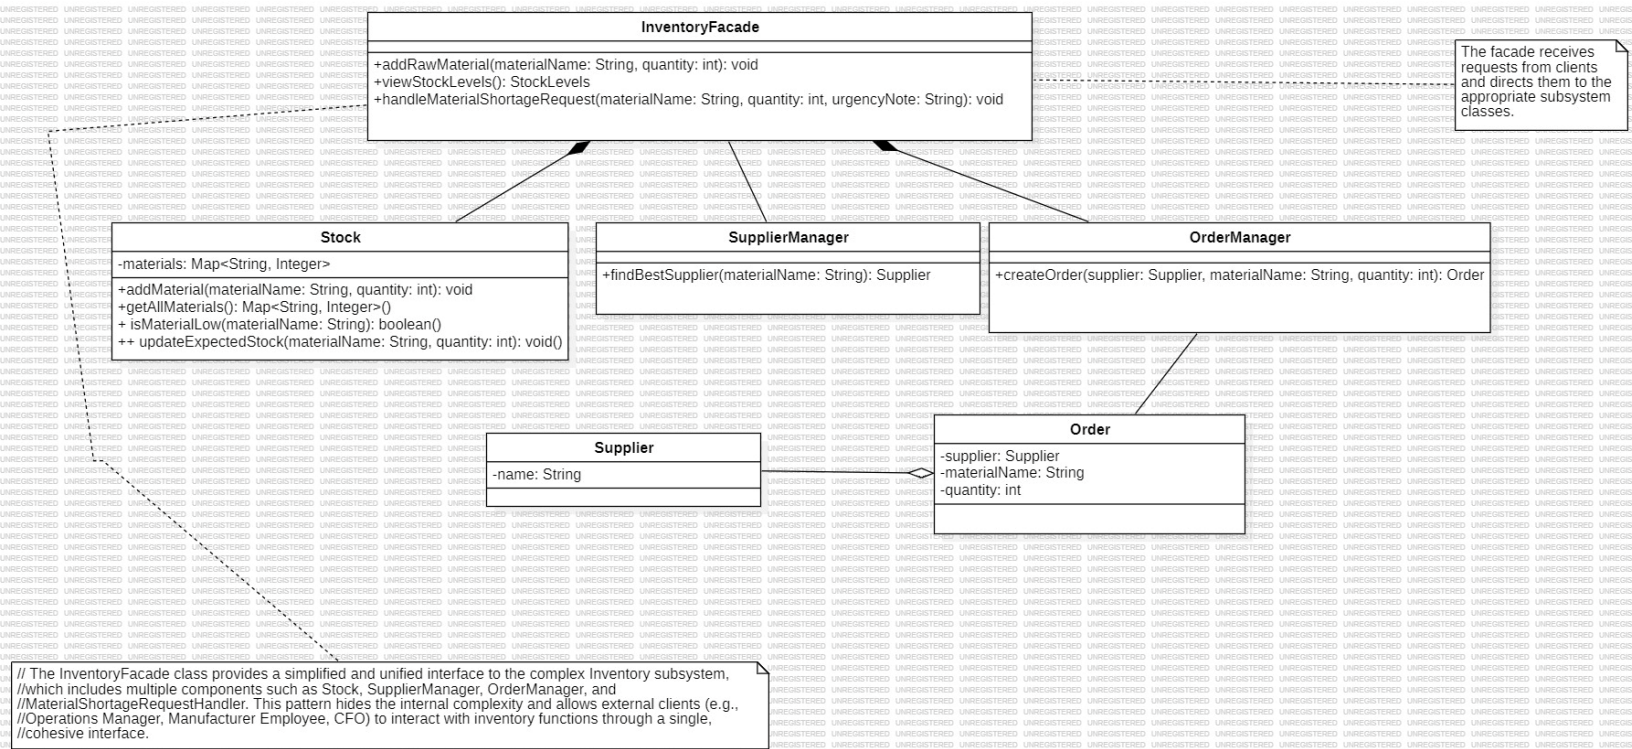 InventoryFacade
+addRawMaterial(materialName: String, quantity: int): void
+viewStockLevels(): StockLevels
+handleMaterialShortageRequest(materialName: String, quantity: int, urgencyNote: String): void
The facade receives
requests from clients
and directs them to the
appropriate subsystem
classes.
Stock
-materials: Map<String, Integer>
+addMaterial(materialName: String, quantity: int): void
+getAllMaterials(): Map<String, Integer>()
+ isMaterialLow(materialName: String): boolean()
++ updateExpectedStock(materialName: String, quantity: int): void()
SupplierManager
+findBestSupplier(materialName: String): Supplier
OrderManager
+createOrder(supplier: Supplier, materialName: String, quantity: int): Order
Supplier
-name: String
Order
-supplier: Supplier
-materialName: String
-quantity: int
// The InventoryFacade class provides a simplified and unified interface to the complex Inventory subsystem,
//which includes multiple components such as Stock, SupplierManager, OrderManager, and
//MaterialShortageRequestHandler. This pattern hides the internal complexity and allows external clients (e.g.,
//Operations Manager, Manufacturer Employee, CFO) to interact with inventory functions through a single,
//cohesive interface.
UNREGISTERED